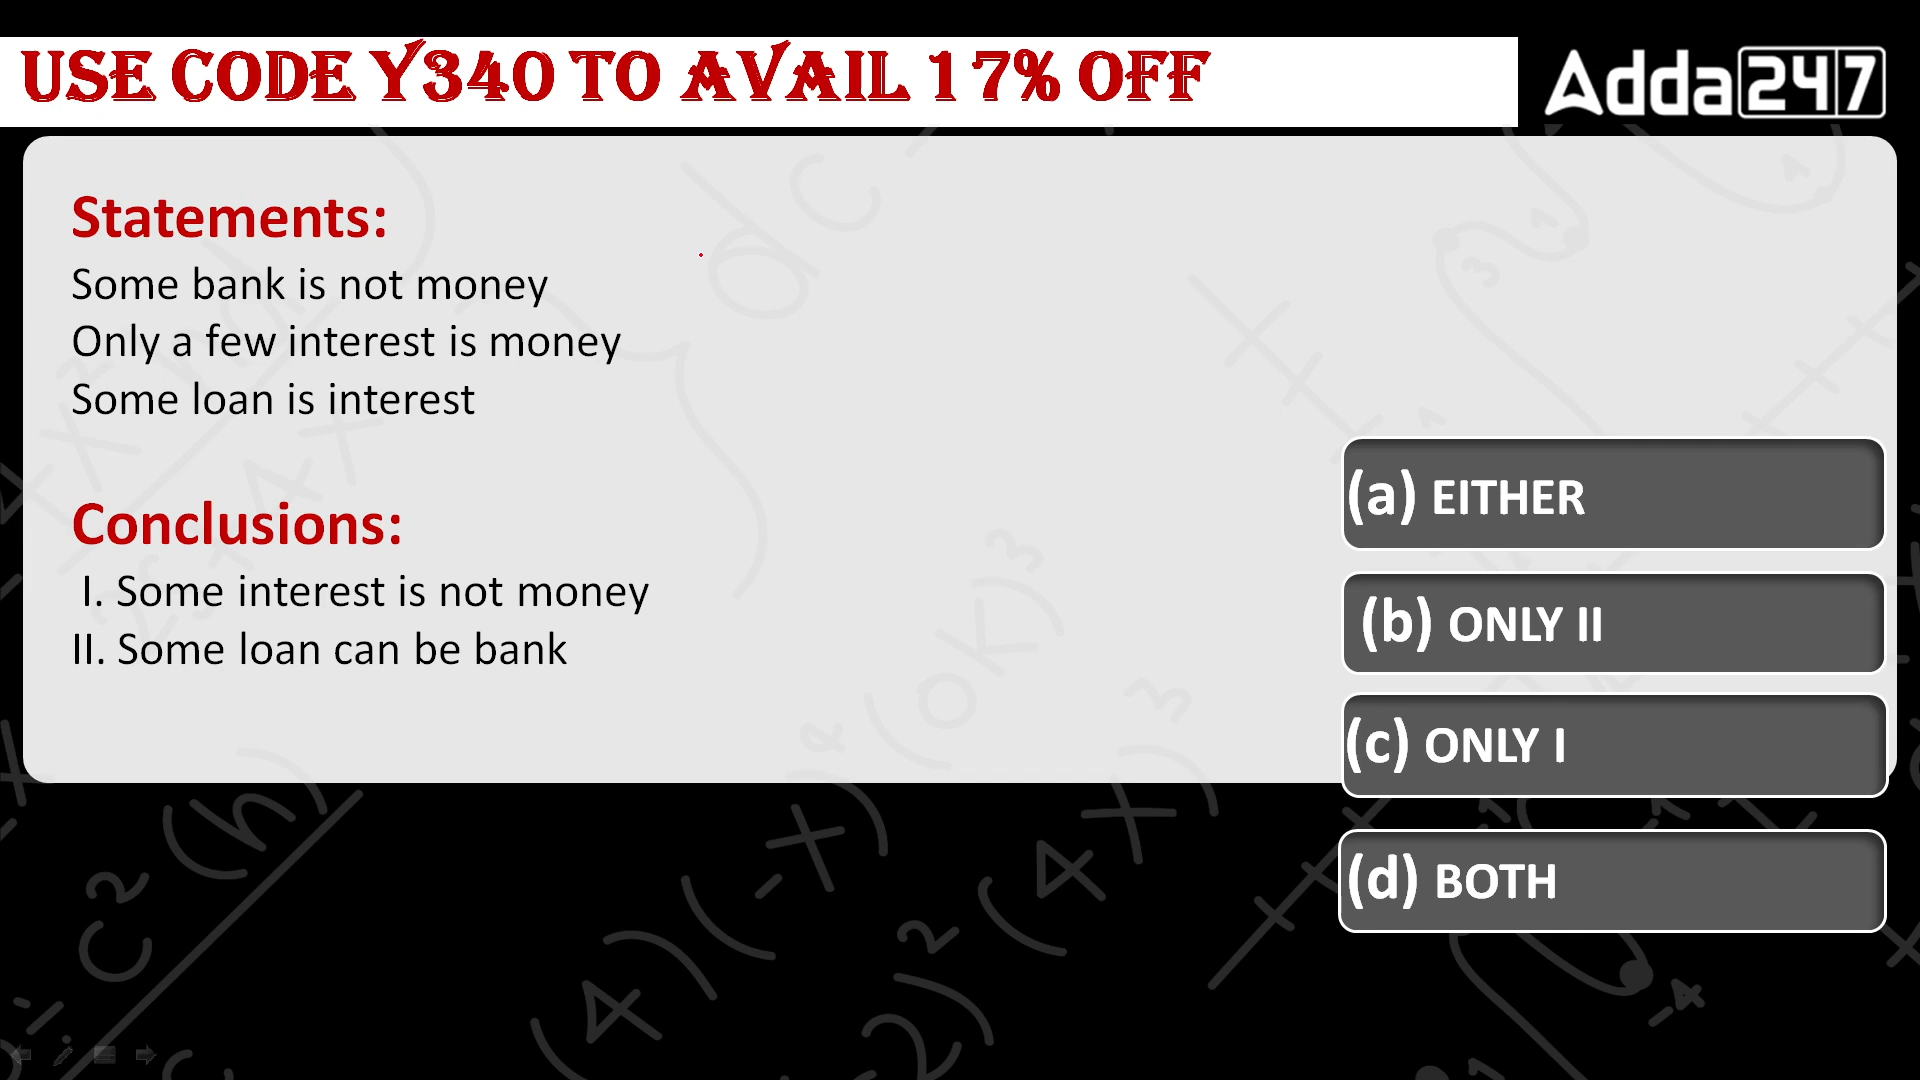 USE CODE Y340 TO AVAIL 17% OFF
Adda247
Statements:
Some bank is not money
Only a few interest is money
Some loan is interest
Conclusions:
I. Some interest is not money
II. Some loan can be bank
(a) EITHER
(b) ONLY II
(c) ONLY I
(d) BOTH